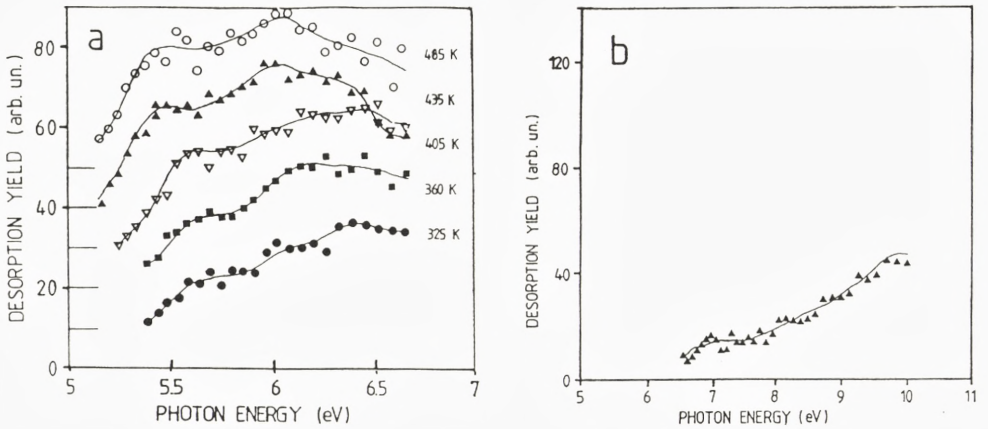 a
80
60
40
20
0
DESORPTION YIELD (arb. un.)
485 K
435 K
405 K
360 K
325 K
5
5.5
6
6.5
7
PHOTON ENERGY (eV)
b
120
80
40
0
DESORPTION YIELD (arb. un.)
5
6
7
8
9
10
11
PHOTON ENERGY (eV)